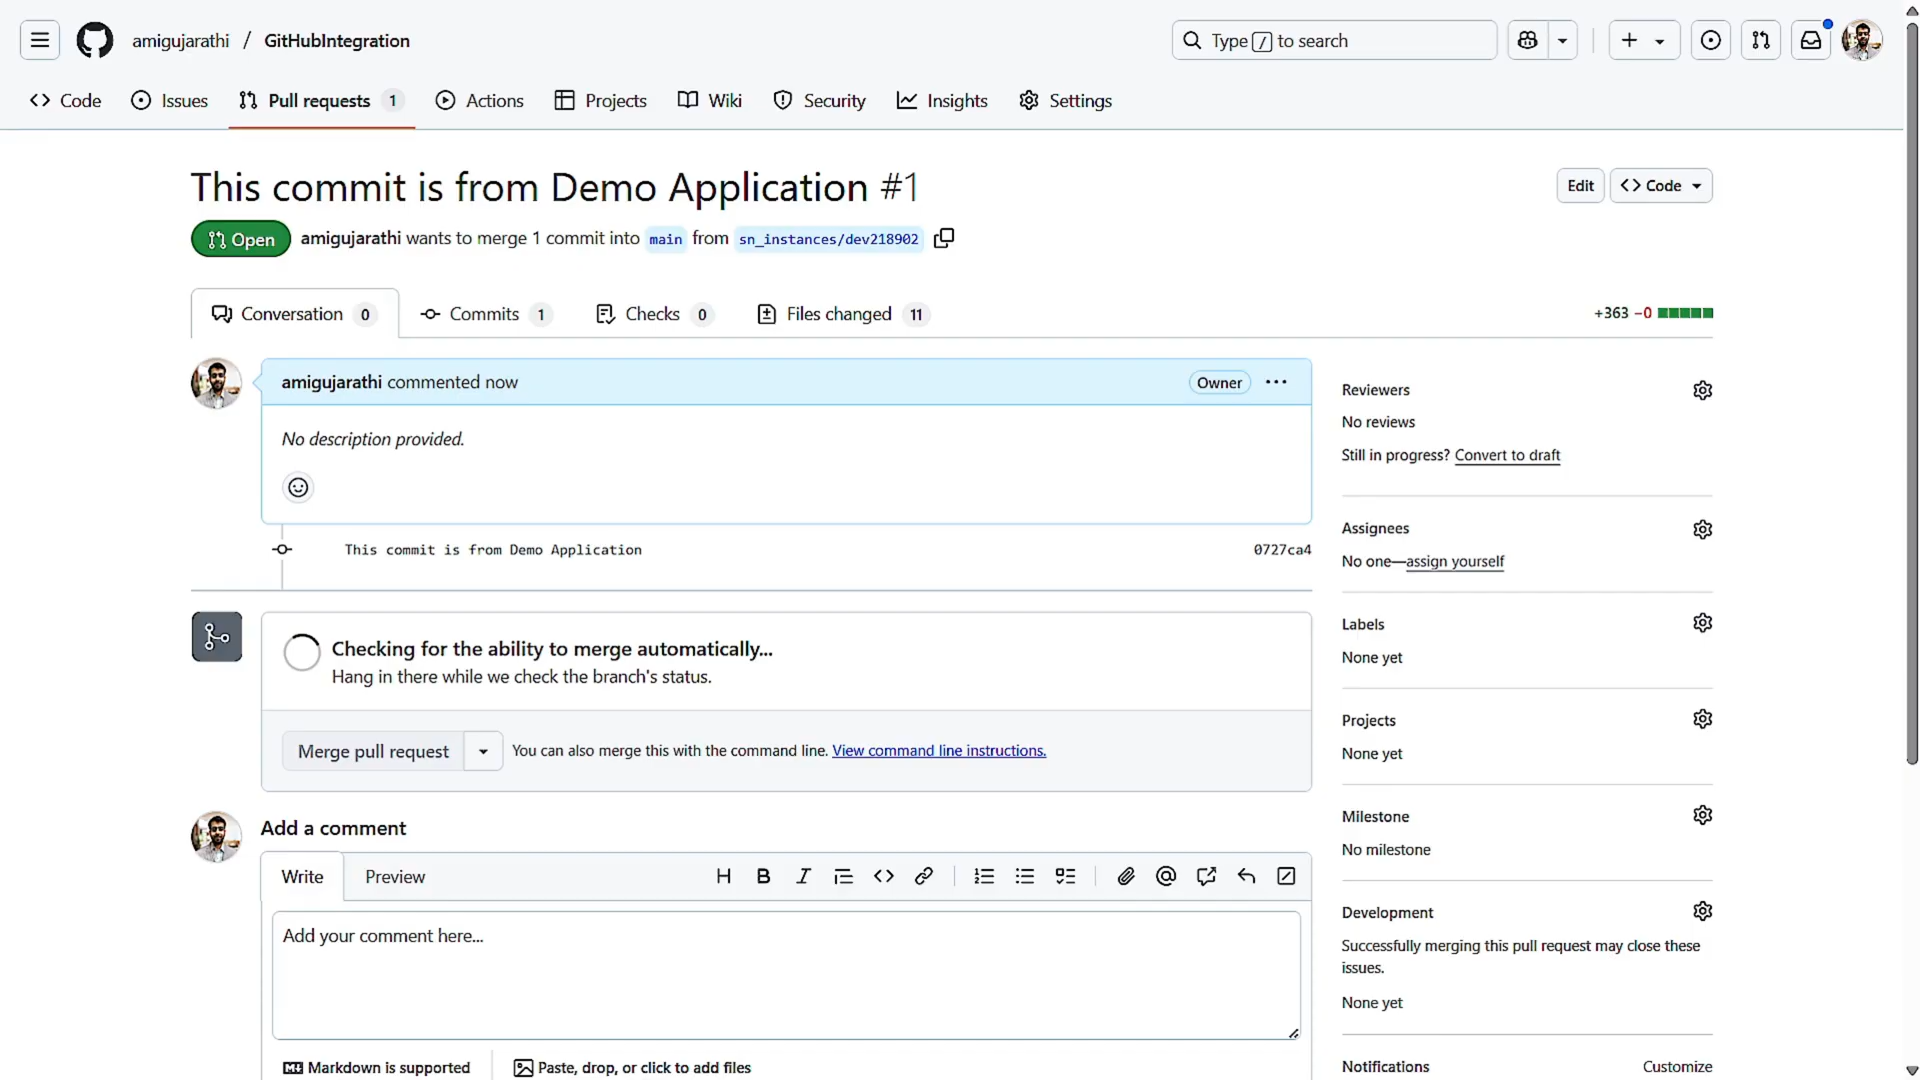 amigujarathi / GitHubIntegration
Type / to search
Code
Issues
Pull requests 1
Actions
Projects
Wiki
Security
Insights
Settings
This commit is from Demo Application #1
Edit
Code
Open
amigujarathi wants to merge 1 commit into main from sn_instances/dev218902
Conversation 0
Commits 1
Checks 0
Files changed 11
+363 −0
amigujarathi commented now
Owner
No description provided.
This commit is from Demo Application
0727ca4
Checking for the ability to merge automatically...
Hang in there while we check the branch's status.
Merge pull request
You can also merge this with the command line. View command line instructions.
Add a comment
Write
Preview
Add your comment here...
Markdown is supported
Paste, drop, or click to add files
Reviewers
No reviews
Still in progress? Convert to draft
Assignees
No one—assign yourself
Labels
None yet
Projects
None yet
Milestone
No milestone
Development
Successfully merging this pull request may close these
issues.
None yet
Notifications
Customize